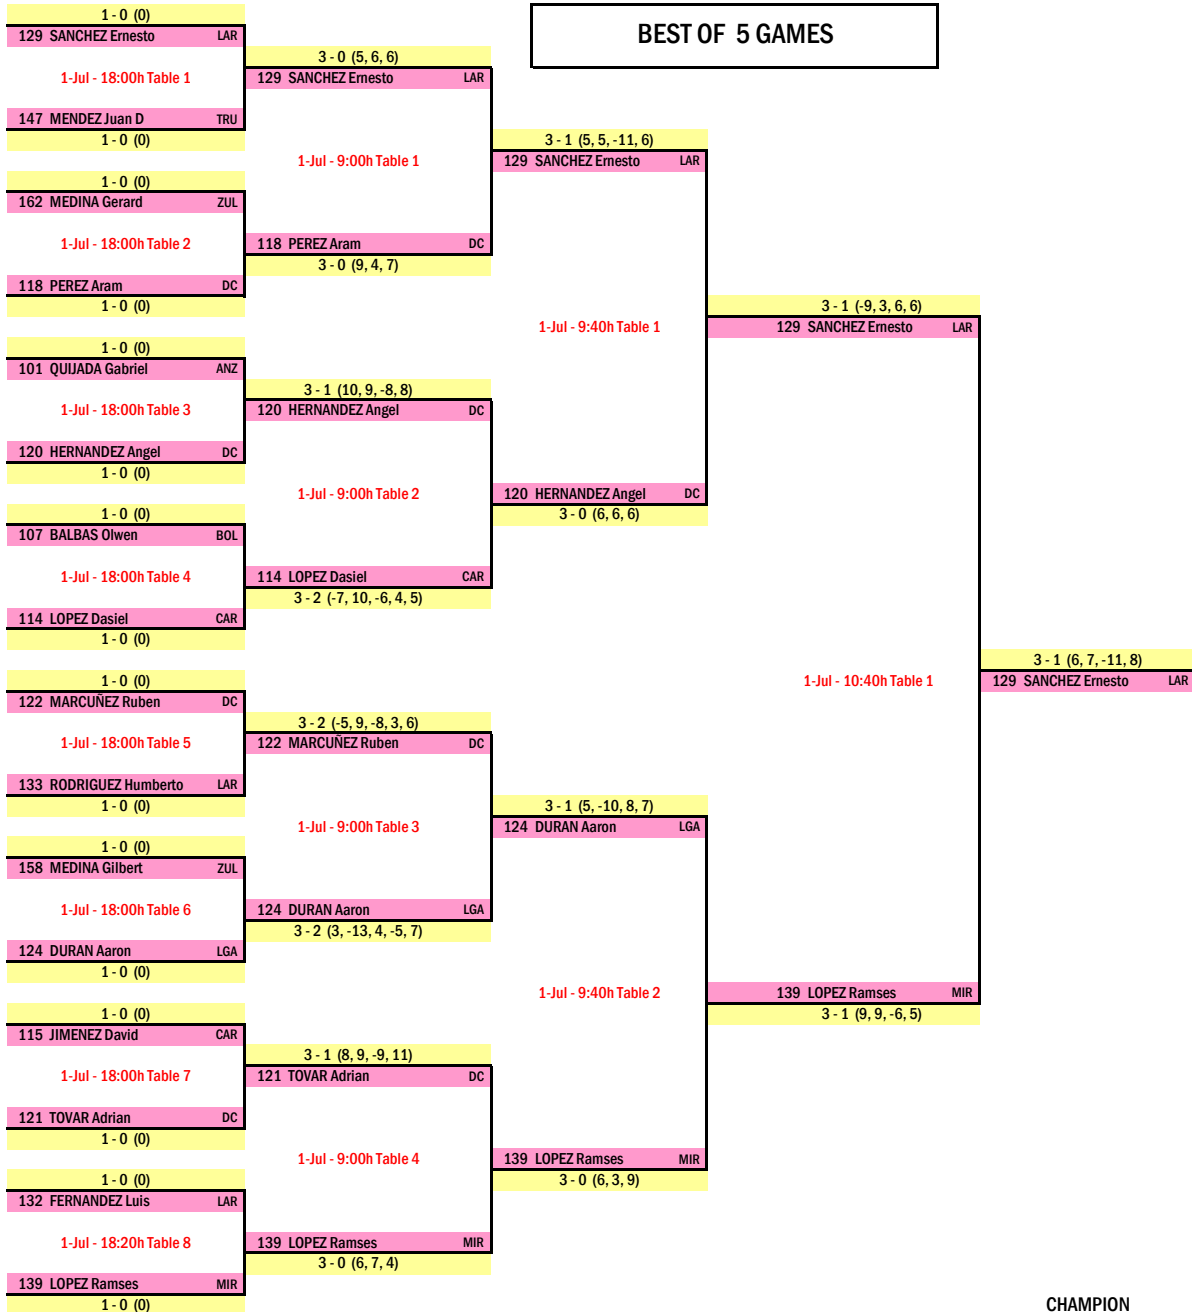 BEST OF 5 GAMES
1 - 0 (0)
129 SANCHEZ Ernesto LAR
1-Jul - 18:00h Table 1
147 MENDEZ Juan D TRU
1 - 0 (0)
1 - 0 (0)
162 MEDINA Gerard ZUL
1-Jul - 18:00h Table 2
118 PEREZ Aram DC
1 - 0 (0)
1 - 0 (0)
101 QUIJADA Gabriel ANZ
1-Jul - 18:00h Table 3
120 HERNANDEZ Angel DC
1 - 0 (0)
1 - 0 (0)
107 BALBAS Olwen BOL
1-Jul - 18:00h Table 4
114 LOPEZ Dasiel CAR
1 - 0 (0)
1 - 0 (0)
122 MARCUÑEZ Ruben DC
1-Jul - 18:00h Table 5
133 RODRIGUEZ Humberto LAR
1 - 0 (0)
1 - 0 (0)
158 MEDINA Gilbert ZUL
1-Jul - 18:00h Table 6
124 DURAN Aaron LGA
1 - 0 (0)
1 - 0 (0)
115 JIMENEZ David CAR
1-Jul - 18:00h Table 7
121 TOVAR Adrian DC
1 - 0 (0)
1 - 0 (0)
132 FERNANDEZ Luis LAR
1-Jul - 18:20h Table 8
139 LOPEZ Ramses MIR
1 - 0 (0)
3 - 0 (5, 6, 6)
129 SANCHEZ Ernesto LAR
1-Jul - 9:00h Table 1
118 PEREZ Aram DC
3 - 0 (9, 4, 7)
3 - 1 (10, 9, -8, 8)
120 HERNANDEZ Angel DC
1-Jul - 9:00h Table 2
114 LOPEZ Dasiel CAR
3 - 2 (-7, 10, -6, 4, 5)
3 - 2 (-5, 9, -8, 3, 6)
122 MARCUÑEZ Ruben DC
1-Jul - 9:00h Table 3
124 DURAN Aaron LGA
3 - 2 (3, -13, 4, -5, 7)
3 - 1 (8, 9, -9, 11)
121 TOVAR Adrian DC
1-Jul - 9:00h Table 4
139 LOPEZ Ramses MIR
3 - 0 (6, 7, 4)
3 - 1 (5, 5, -11, 6)
129 SANCHEZ Ernesto LAR
1-Jul - 9:40h Table 1
120 HERNANDEZ Angel DC
3 - 0 (6, 6, 6)
3 - 1 (5, -10, 8, 7)
124 DURAN Aaron LGA
1-Jul - 9:40h Table 2
139 LOPEZ Ramses MIR
3 - 0 (6, 3, 9)
3 - 1 (-9, 3, 6, 6)
129 SANCHEZ Ernesto LAR
1-Jul - 10:40h Table 1
139 LOPEZ Ramses MIR
3 - 1 (9, 9, -6, 5)
3 - 1 (6, 7, -11, 8)
129 SANCHEZ Ernesto LAR
CHAMPION